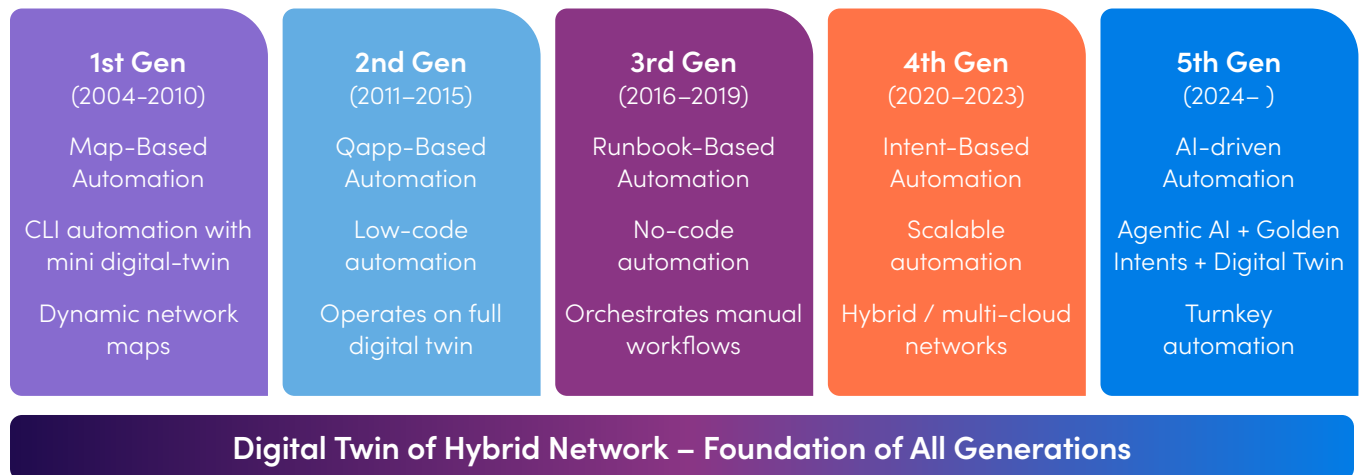 1st Gen
(2004-2010)
Map-Based
Automation
CLI automation with
mini digital-twin
Dynamic network
maps
2nd Gen
(2011–2015)
Qapp-Based
Automation
Low-code
automation
Operates on full
digital twin
3rd Gen
(2016–2019)
Runbook-Based
Automation
No-code
automation
Orchestrates manual
workflows
4th Gen
(2020–2023)
Intent-Based
Automation
Scalable
automation
Hybrid / multi-cloud
networks
5th Gen
(2024– )
AI-driven
Automation
Agentic AI + Golden
Intents + Digital Twin
Turnkey
automation
Digital Twin of Hybrid Network – Foundation of All Generations